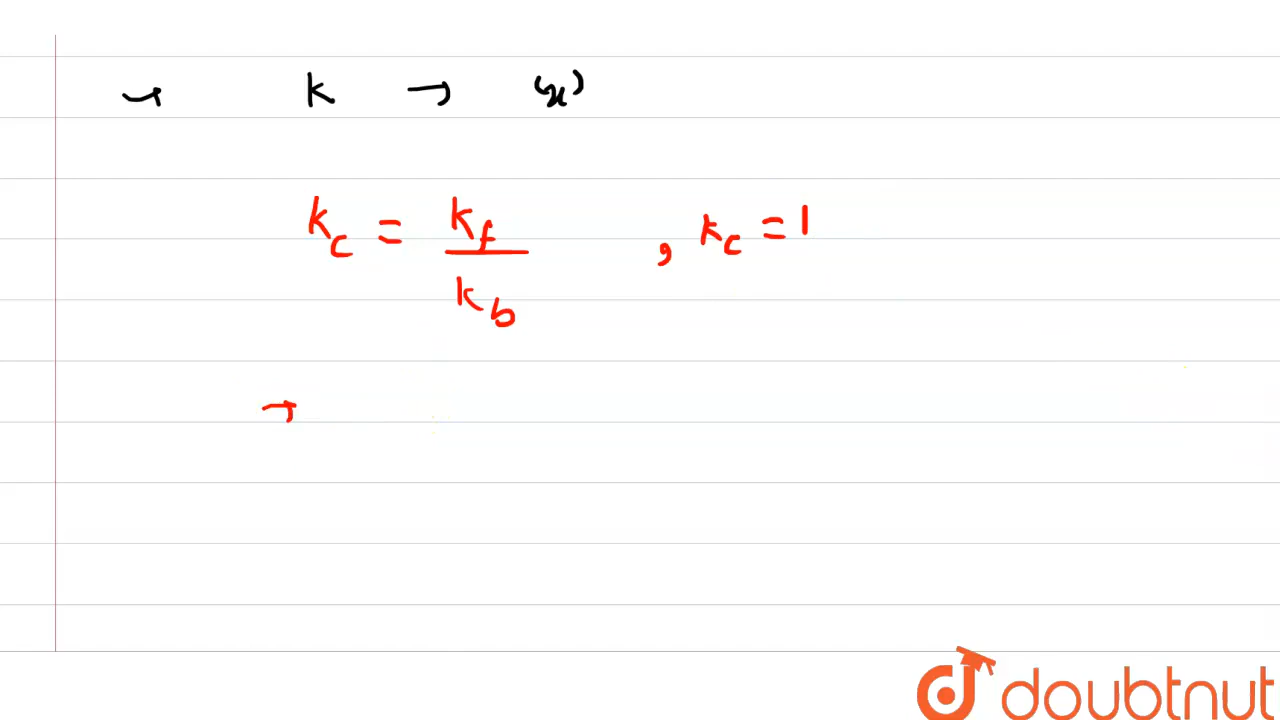 → k → (x)
k_c = k_f / k_b , k_c = 1
→
doubtnut